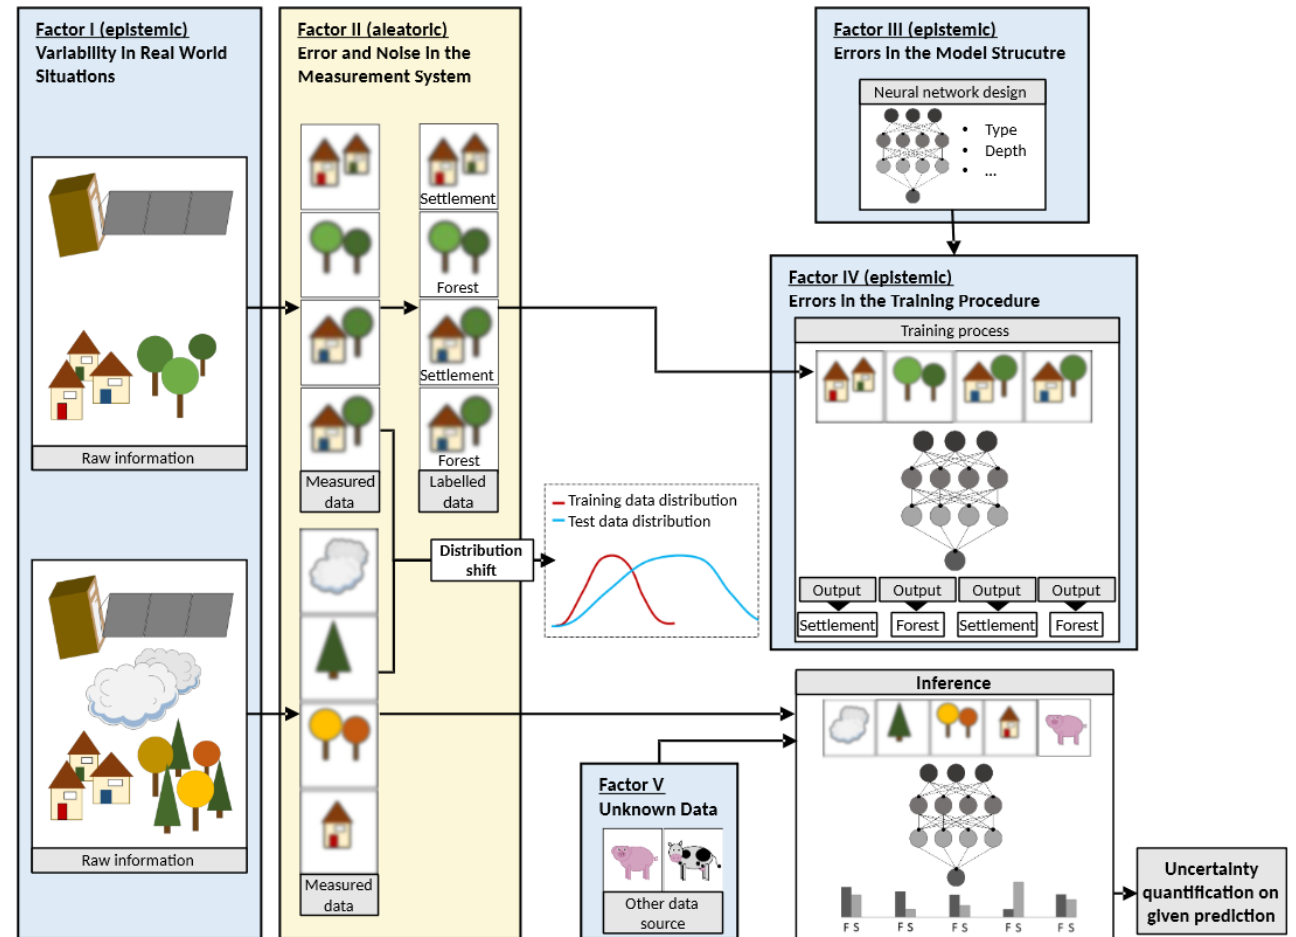 Factor I (epistemic)
Variability in Real World
Situations
Raw information
Raw information
Factor II (aleatoric)
Error and Noise in the
Measurement System
Settlement
Forest
Settlement
Forest
Measured
data
Labelled
data
Measured
data
Distribution
shift
Training data distribution
Test data distribution
Factor III (epistemic)
Errors in the Model Strucutre
Neural network design
• Type
• Depth
• ...
Factor IV (epistemic)
Errors in the Training Procedure
Training process
Output Output Output Output
Settlement Forest Settlement Forest
Factor V
Unknown Data
Other data
source
Inference
F S F S F S F S F S
Uncertainty
quantification on
given prediction